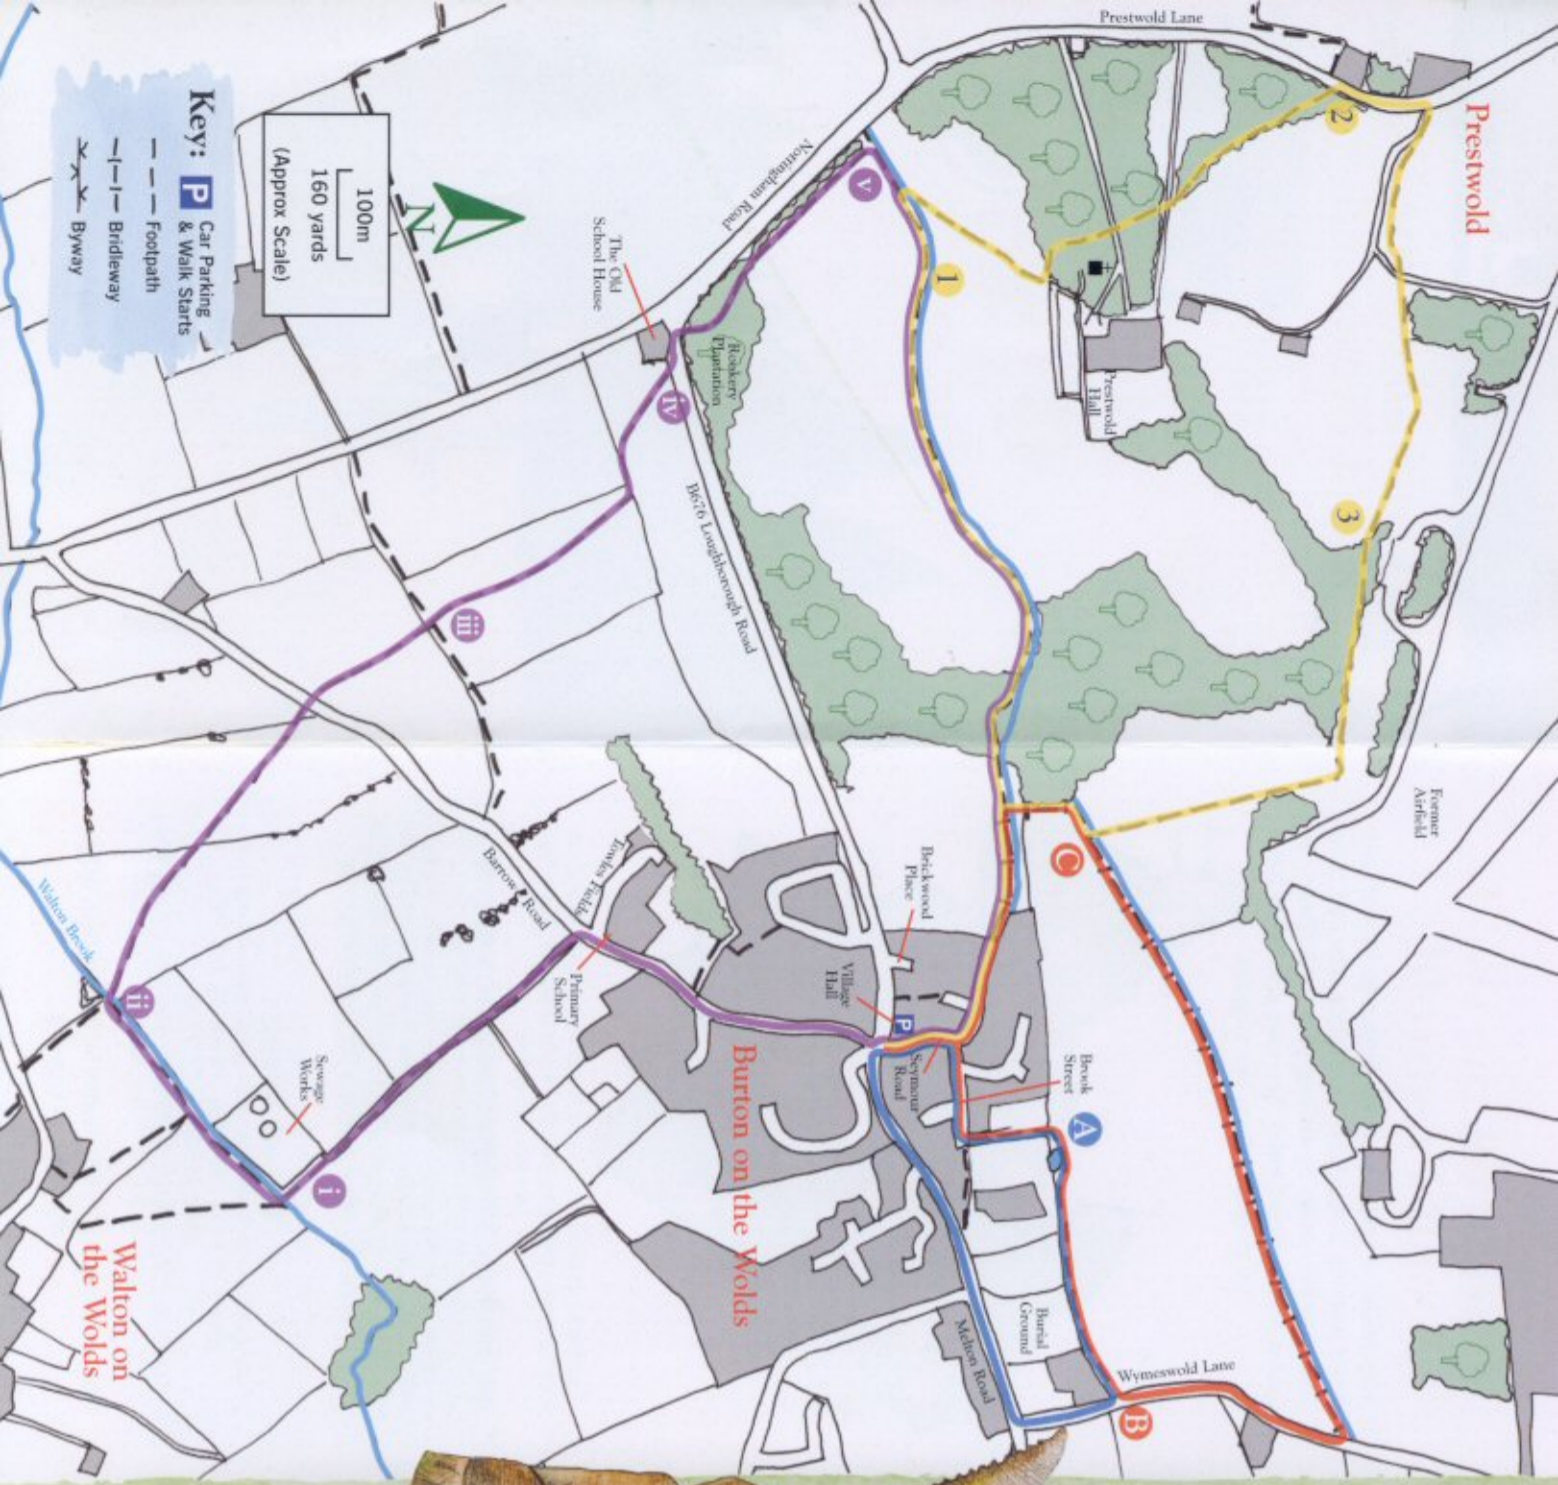 Prestwold Lane
Prestwold
2
Nottingham Road
v
1
Key:
P Car Parking
& Walk Starts
Footpath
Bridleway
Byway
100m
160 yards
(Approx Scale)
N
The Old
School House
Rookery
Plantation
Prestwold
Hall
iv
3
B676 Loughborough Road
iii
Former
Airfield
C
Barrow Road
Towles Fields
Brickwood
Place
Walton Brook
Primary
School
Village
Hall
P
ii
Sewage
Works
Seymour
Road
Brook
Street
A
Burton on the Wolds
i
Walton on
the Wolds
Burial
Ground
Melton Road
Wymeswold Lane
B